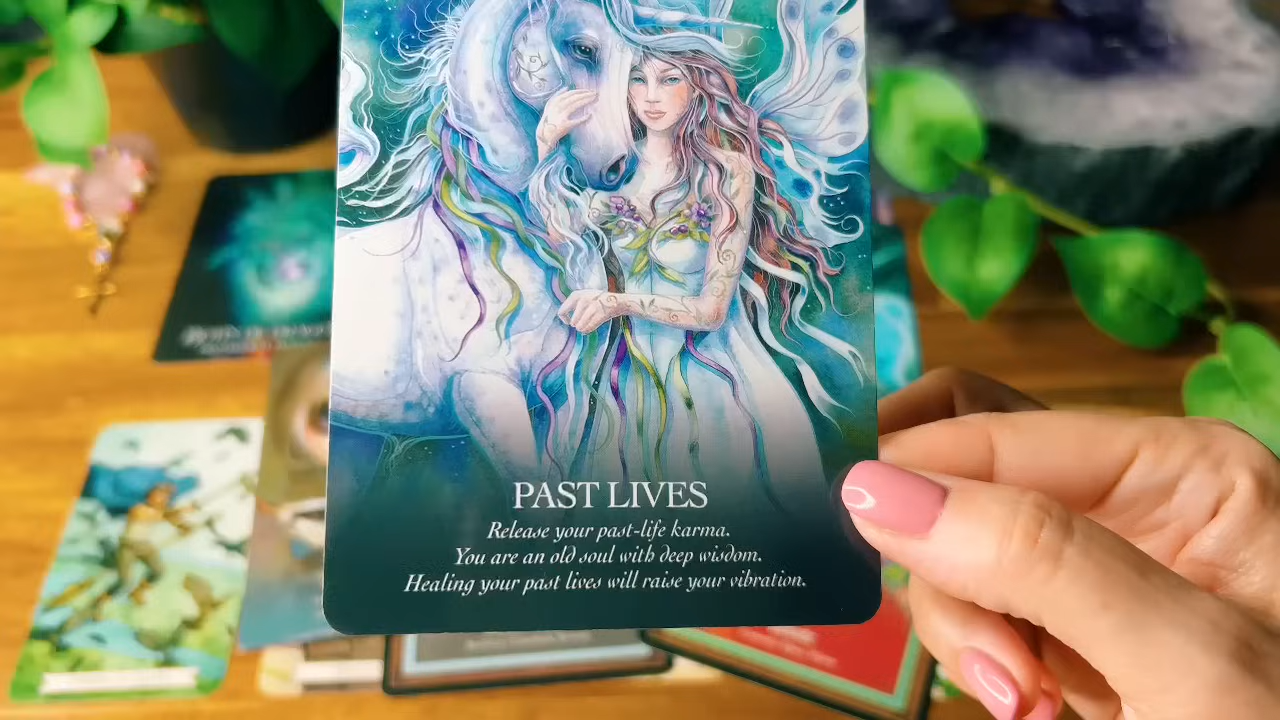 PAST LIVES
Release your past-life karma.
You are an old soul with deep wisdom.
Healing your past lives will raise your vibration.